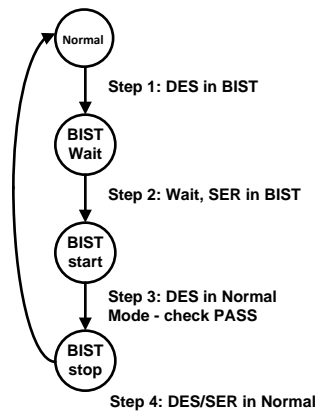 Normal
Step 1: DES in BIST
BIST
Wait
Step 2: Wait, SER in BIST
BIST
start
Step 3: DES in Normal
Mode - check PASS
BIST
stop
Step 4: DES/SER in Normal